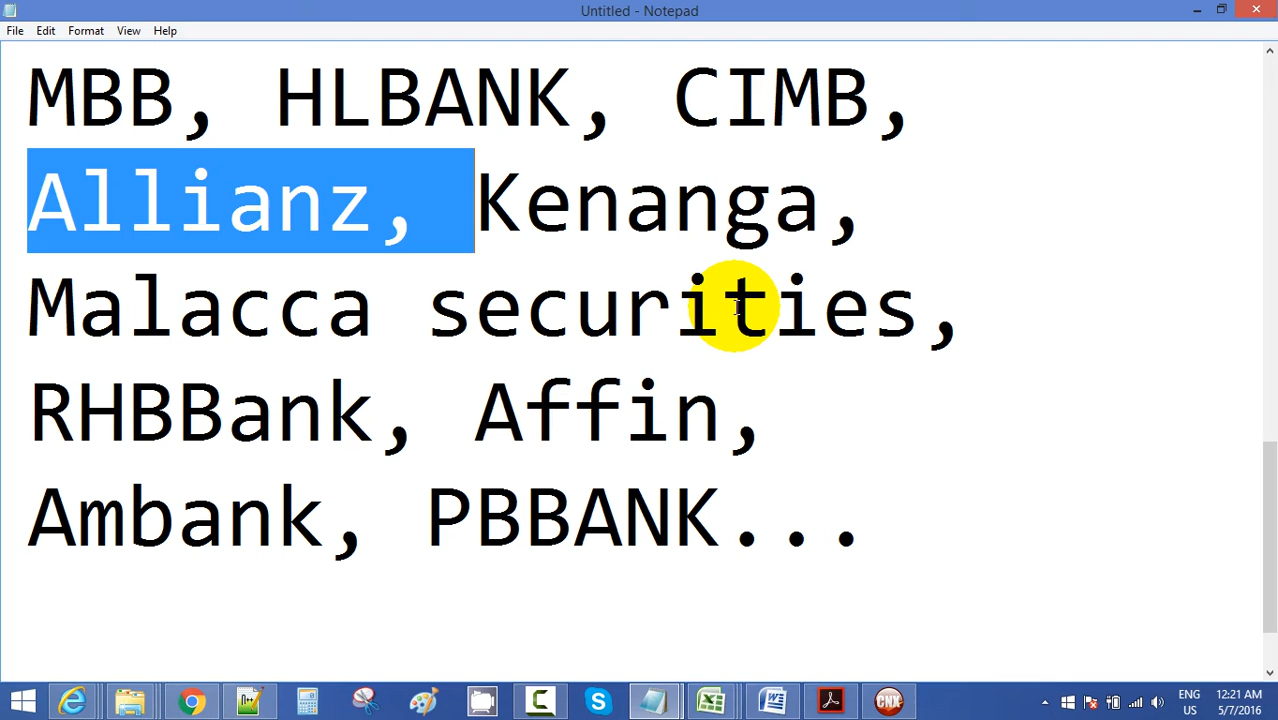 Untitled - Notepad
File Edit Format View Help
MBB, HLBANK, CIMB,
Allianz, Kenanga,
Malacca securities,
RHBBank, Affin,
Ambank, PBBANK...
ENG 12:21 AM
US 5/7/2016